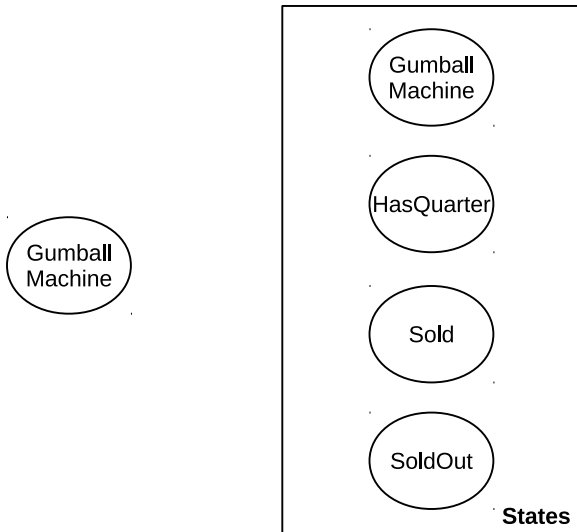 Gumball
Machine
Gumball
Machine
HasQuarter
Sold
SoldOut
States